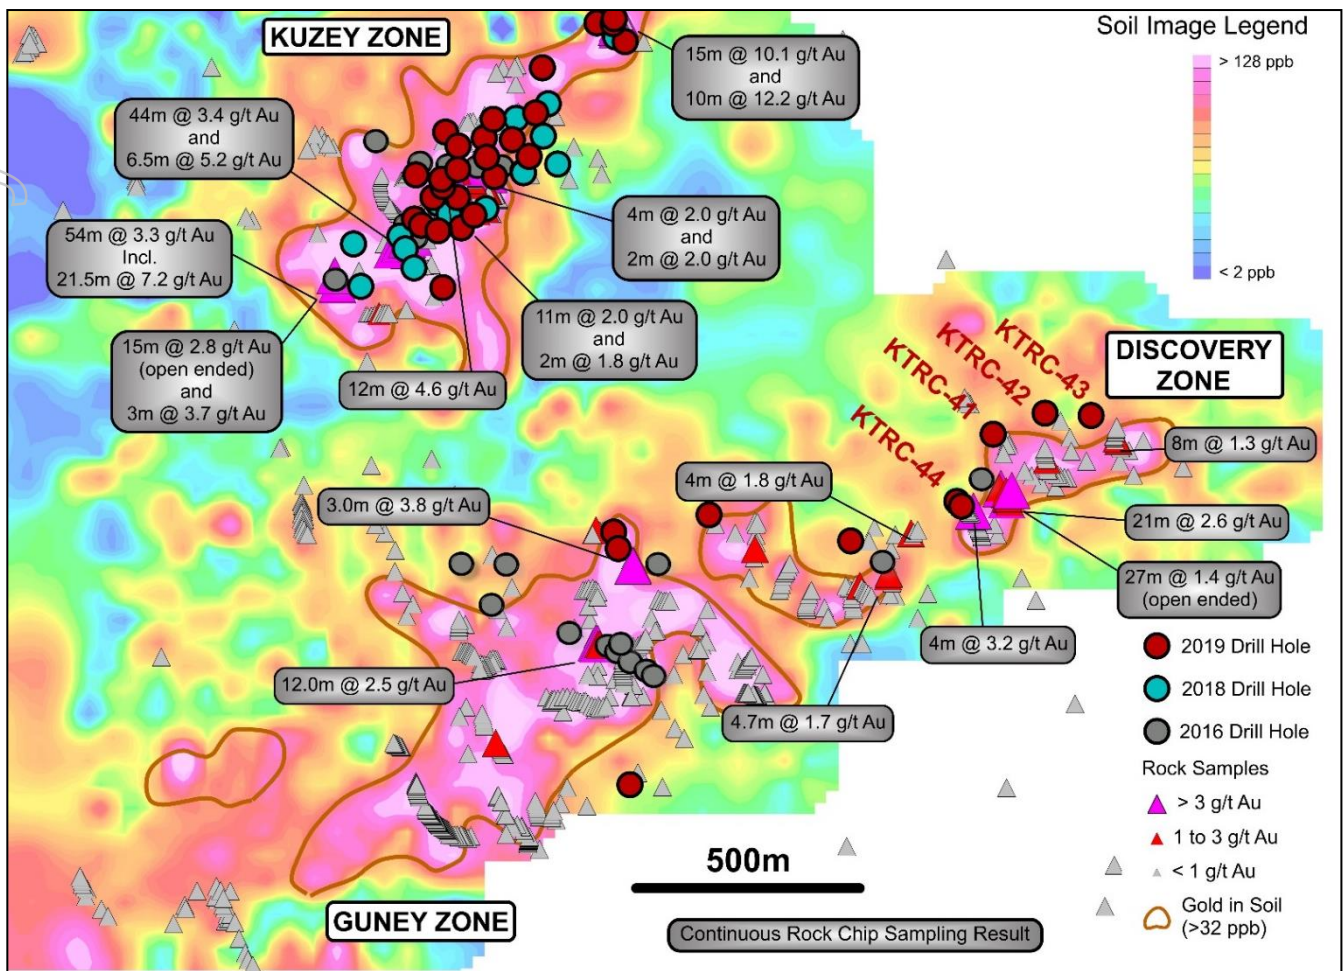 KUZEY ZONE
Soil Image Legend
> 128 ppb
< 2 ppb
15m @ 10.1 g/t Au
and
10m @ 12.2 g/t Au
44m @ 3.4 g/t Au
and
6.5m @ 5.2 g/t Au
54m @ 3.3 g/t Au
Incl.
21.5m @ 7.2 g/t Au
4m @ 2.0 g/t Au
and
2m @ 2.0 g/t Au
15m @ 2.8 g/t Au
(open ended)
and
3m @ 3.7 g/t Au
12m @ 4.6 g/t Au
11m @ 2.0 g/t Au
and
2m @ 1.8 g/t Au
KTRC-44
KTRC-41
KTRC-42
KTRC-43
DISCOVERY
ZONE
8m @ 1.3 g/t Au
4m @ 1.8 g/t Au
3.0m @ 3.8 g/t Au
21m @ 2.6 g/t Au
27m @ 1.4 g/t Au
(open ended)
4m @ 3.2 g/t Au
12.0m @ 2.5 g/t Au
4.7m @ 1.7 g/t Au
2019 Drill Hole
2018 Drill Hole
2016 Drill Hole
Rock Samples
> 3 g/t Au
1 to 3 g/t Au
< 1 g/t Au
Gold in Soil
(>32 ppb)
500m
GUNEY ZONE
Continuous Rock Chip Sampling Result